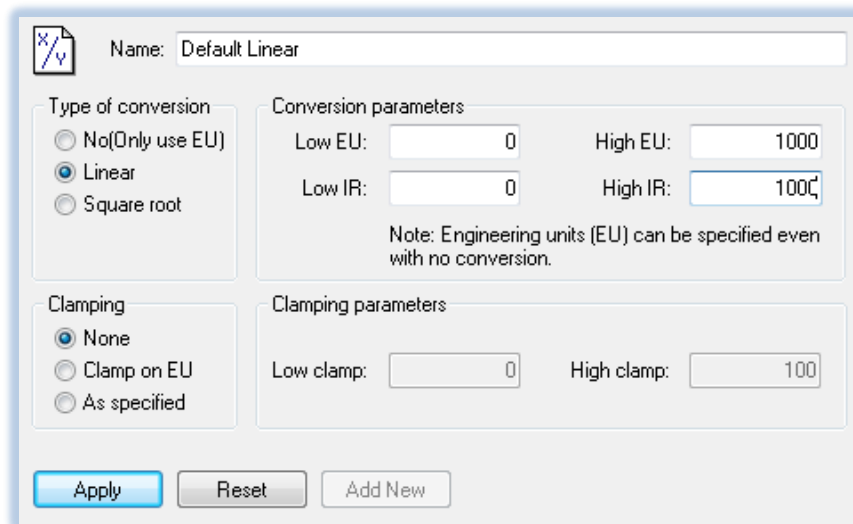 X/Y
Name: Default Linear
Type of conversion
No(Only use EU)
Linear
Square root
Conversion parameters
Low EU: 0 High EU: 1000
Low IR: 0 High IR: 1000
Note: Engineering units (EU) can be specified even
with no conversion.
Clamping
None
Clamp on EU
As specified
Clamping parameters
Low clamp: 0 High clamp: 100
Apply Reset Add New